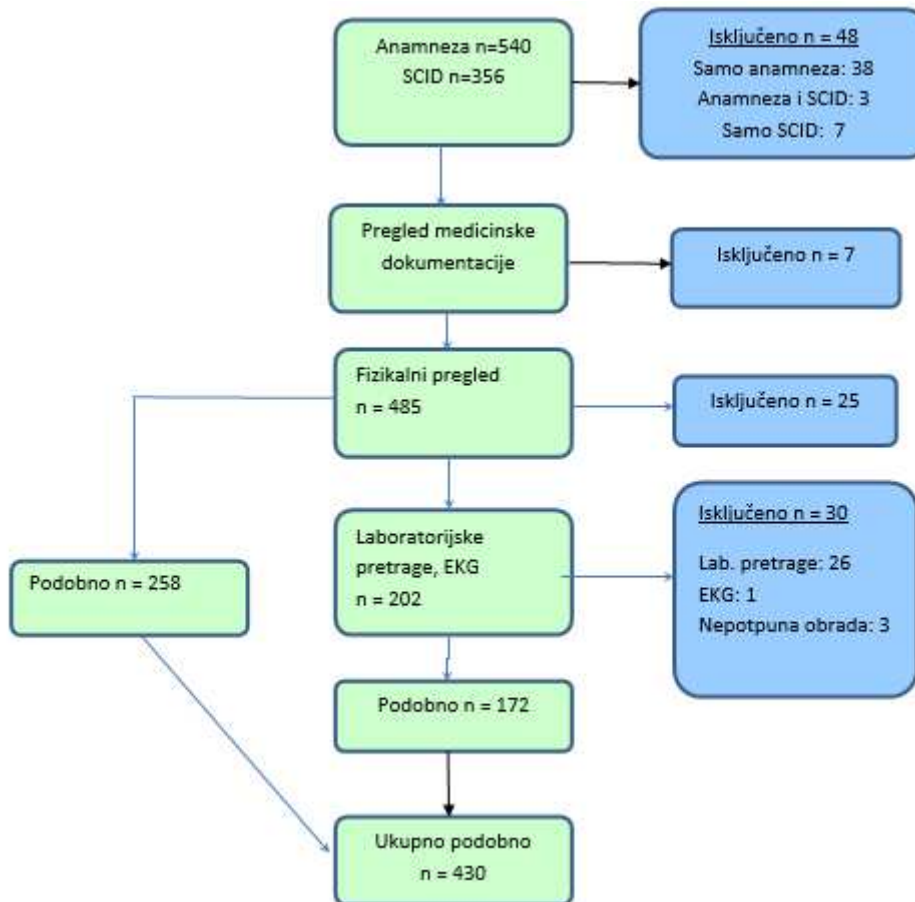 Anamneza n=540
SCID n=356
Isključeno n = 48
Samo anamneza: 38
Anamneza i SCID: 3
Samo SCID: 7
Pregled medicinske
dokumentacije
Isključeno n = 7
Fizikalni pregled
n = 485
Isključeno n = 25
Laboratorijske
pretrage, EKG
n = 202
Isključeno n = 30
Lab. pretrage: 26
EKG: 1
Nepotpuna obrada: 3
Podobno n = 258
Podobno n = 172
Ukupno podobno
n = 430